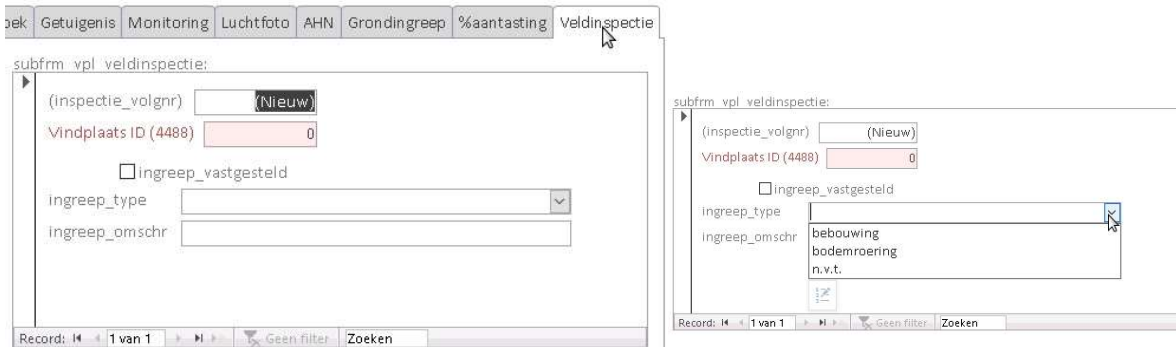 oek Getuigenis Monitoring Luchtfoto AHN Grondingreep %aantasting Veldinspectie
subfrm_vpl_veldinspectie:
(inspectie_volgnr) (Nieuw)
Vindplaats ID (4488) 0
ingreep_vastgesteld
ingreep_type
ingreep_omschr
Record: 1 van 1 Geen filter Zoeken
subfrm_vpl_veldinspectie:
(inspectie_volgnr) (Nieuw)
Vindplaats ID (4488) 0
ingreep_vastgesteld
ingreep_type
ingreep_omschr
bebouwing
bodemroering
n.v.t.
Record: 1 van 1 Geen filter Zoeken